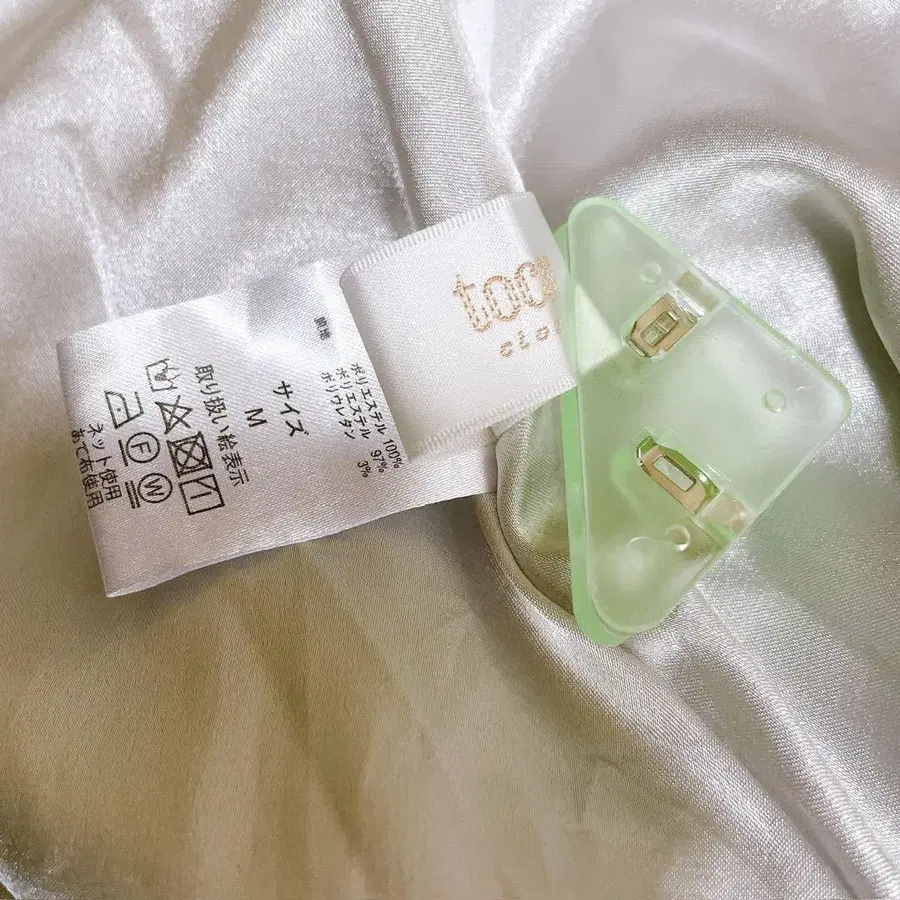 toc
clo
ポリエステル 100%
ポリエステル 97%
ポリウレタン 3%
サイズ
M
取り扱い絵表示
F W
ネット使用
あて布使用